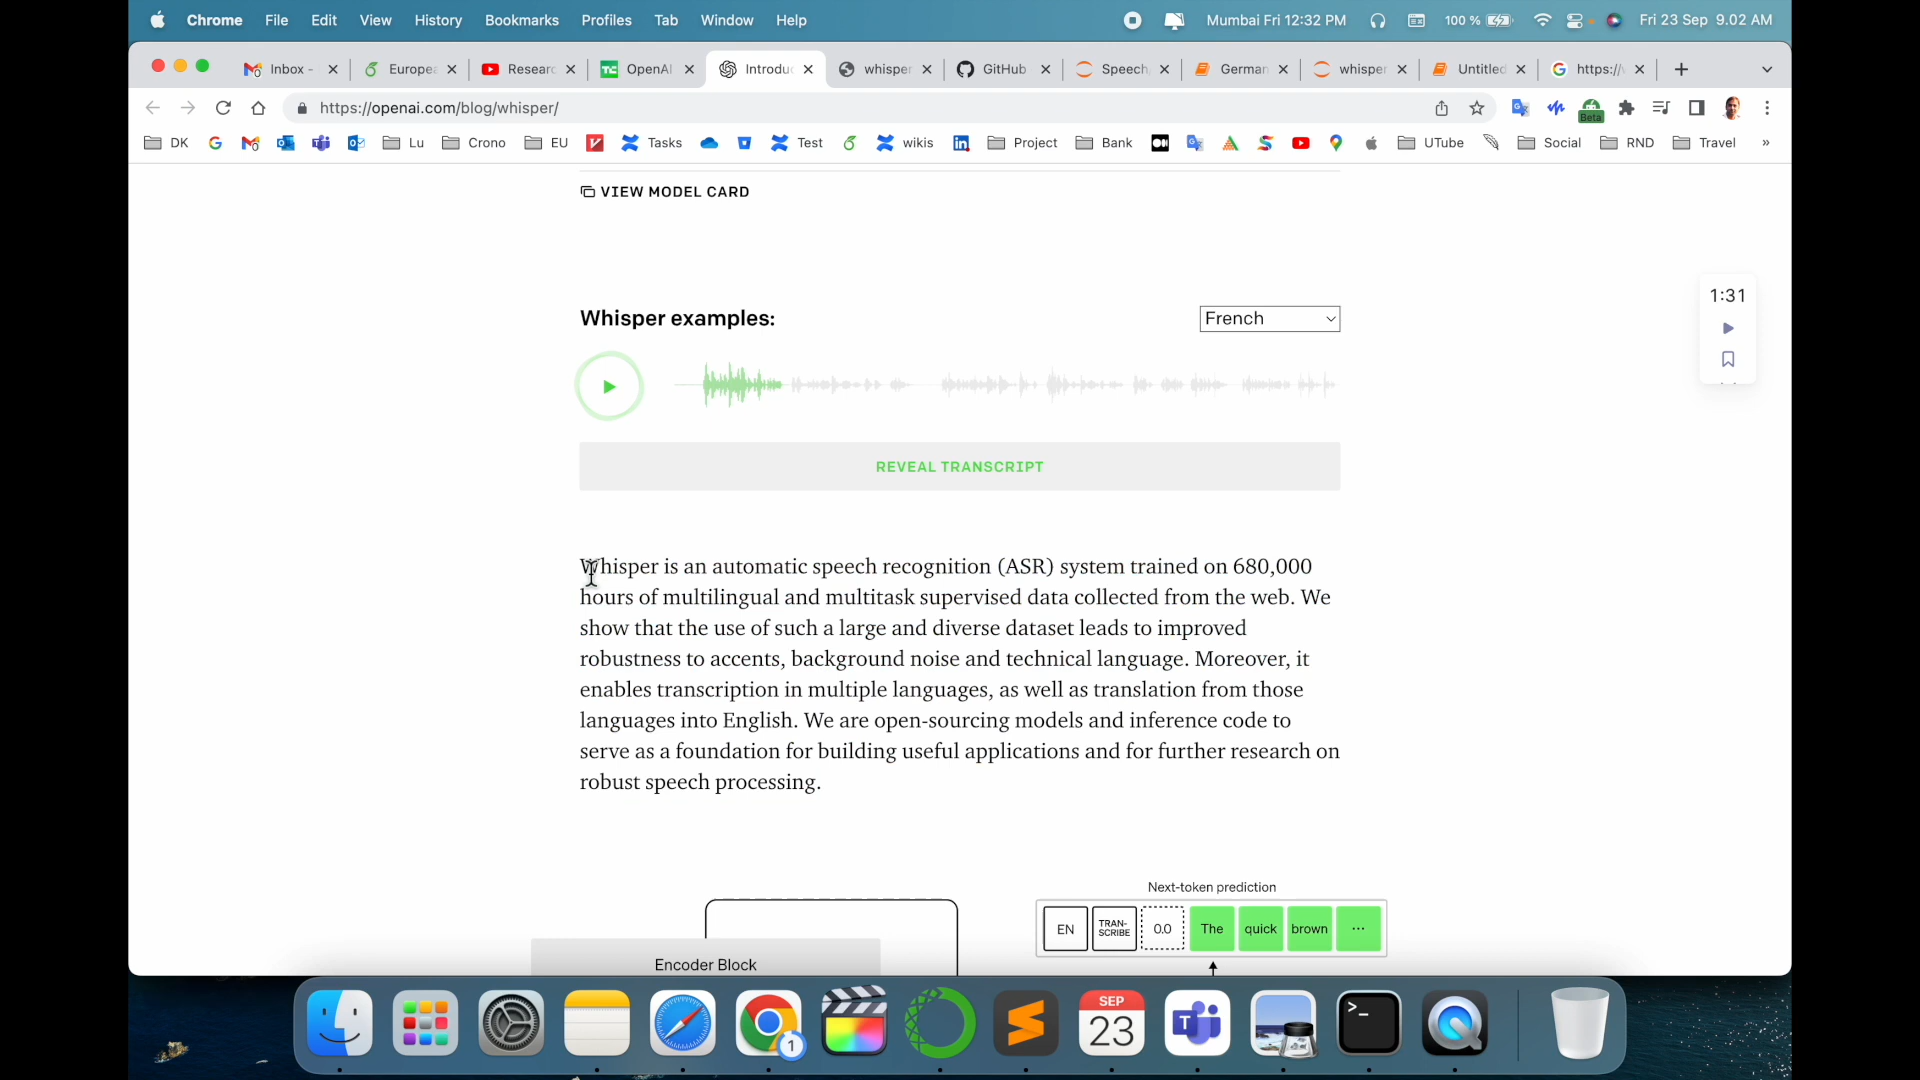 Chrome File Edit View History Bookmarks Profiles Tab Window Help Mumbai Fri 12:32 PM 100 % Fri 23 Sep 9.02 AM
Inbox - Europea Researc OpenAI Introduc whisper GitHub Speech, German whisper Untitled https://
https://openai.com/blog/whisper/
Beta
DK Lu Crono EU Tasks Test wikis Project Bank UTube Social RND Travel »
VIEW MODEL CARD
1:31
Whisper examples: French
REVEAL TRANSCRIPT
Whisper is an automatic speech recognition (ASR) system trained on 680,000
hours of multilingual and multitask supervised data collected from the web. We
show that the use of such a large and diverse dataset leads to improved
robustness to accents, background noise and technical language. Moreover, it
enables transcription in multiple languages, as well as translation from those
languages into English. We are open-sourcing models and inference code to
serve as a foundation for building useful applications and for further research on
robust speech processing.
Next-token prediction
EN TRAN-
SCRIBE 0.0 The quick brown ...
Encoder Block
SEP
23
1